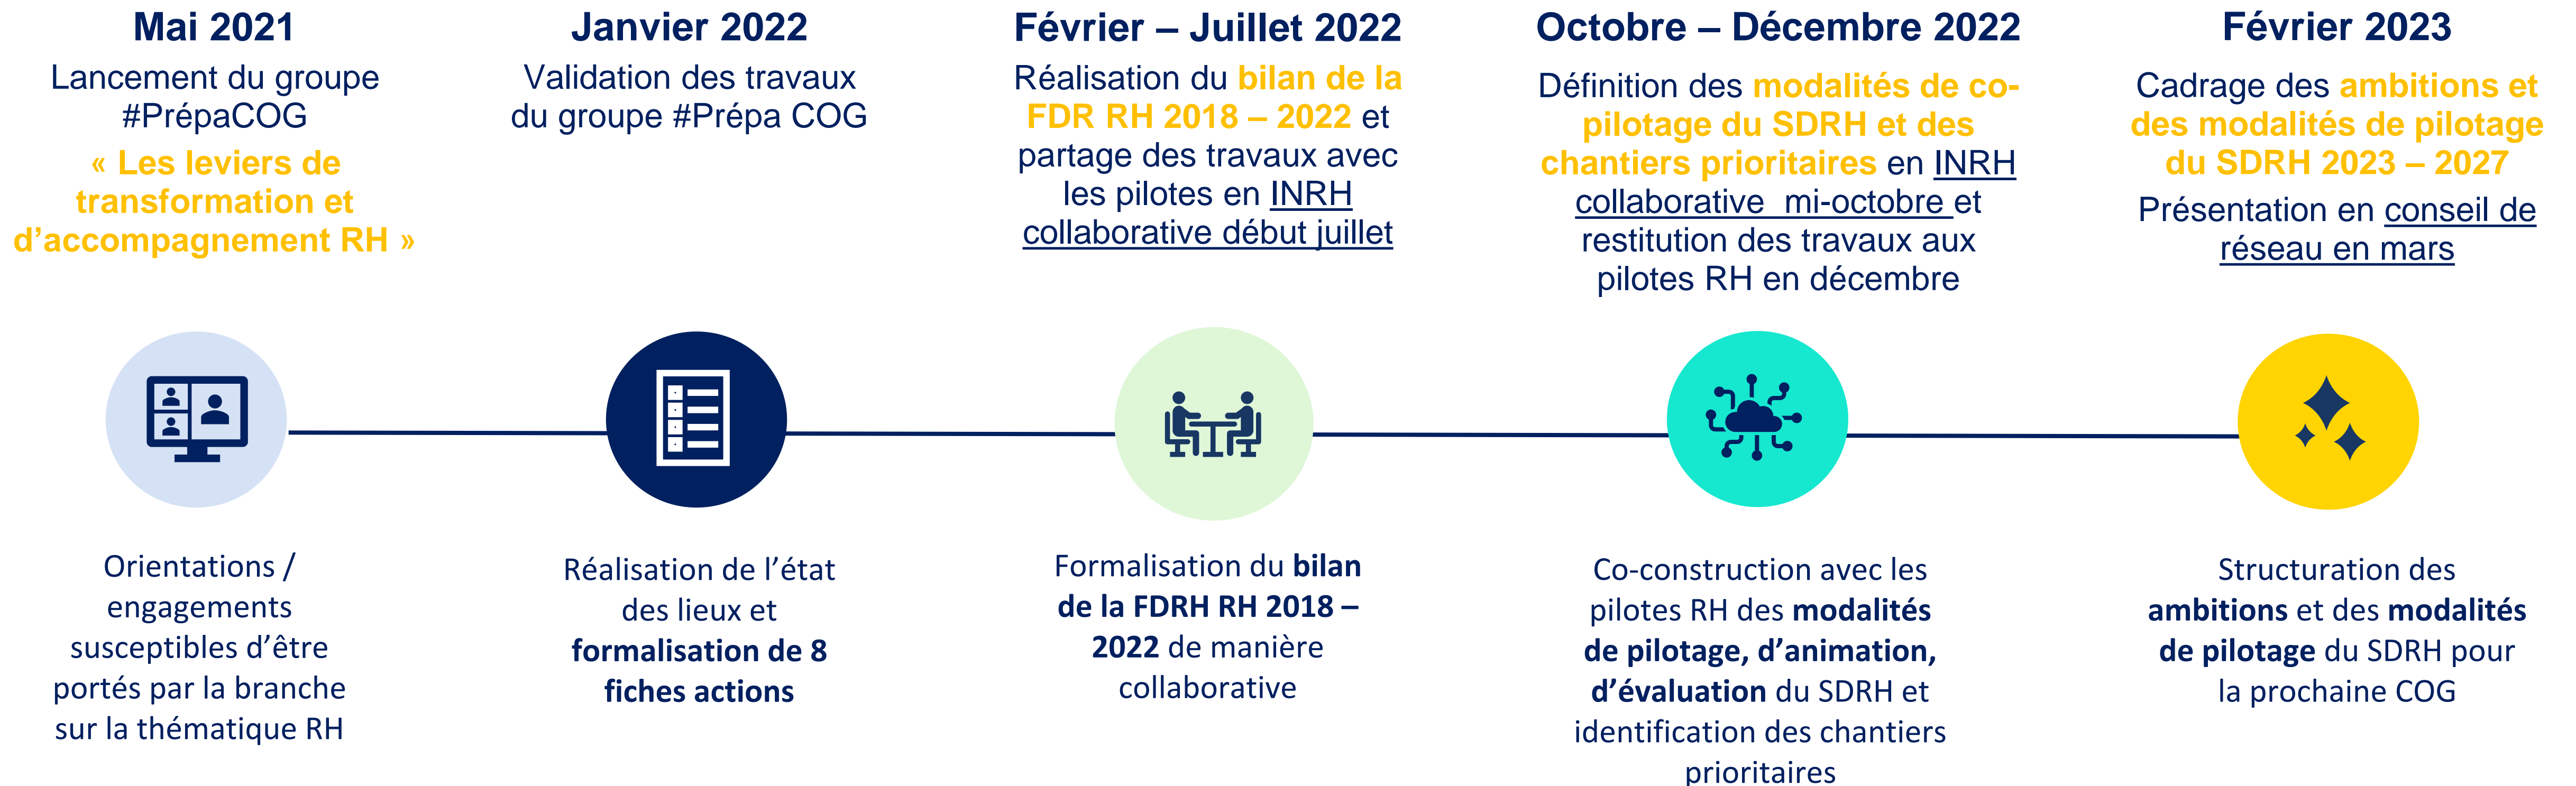 Mai 2021
Lancement du groupe
#PrépaCOG
« Les leviers de
transformation et
d’accompagnement RH »
Janvier 2022
Validation des travaux
du groupe #Prépa COG
Février – Juillet 2022
Réalisation du bilan de la
FDR RH 2018 – 2022 et
partage des travaux avec
les pilotes en INRH
collaborative début juillet
Octobre – Décembre 2022
Définition des modalités de co-
pilotage du SDRH et des
chantiers prioritaires en INRH
collaborative mi-octobre et
restitution des travaux aux
pilotes RH en décembre
Février 2023
Cadrage des ambitions et
des modalités de pilotage
du SDRH 2023 – 2027
Présentation en conseil de
réseau en mars
Orientations /
engagements
susceptibles d’être
portés par la branche
sur la thématique RH
Réalisation de l’état
des lieux et
formalisation de 8
fiches actions
Formalisation du bilan
de la FDRH RH 2018 –
2022 de manière
collaborative
Co-construction avec les
pilotes RH des modalités
de pilotage, d’animation,
d’évaluation du SDRH et
identification des chantiers
prioritaires
Structuration des
ambitions et des modalités
de pilotage du SDRH pour
la prochaine COG